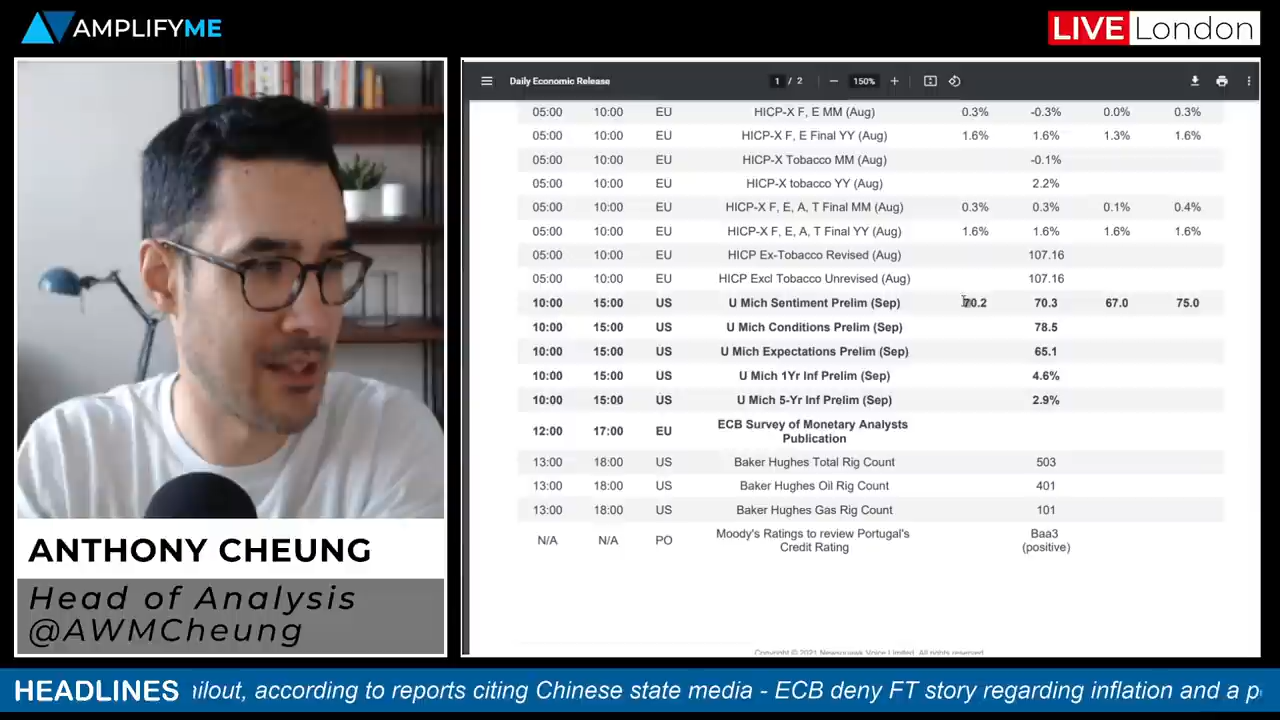 AMPLIFYME
LIVE London
Daily Economic Release
1 / 2
150%
05:00 10:00 EU HICP-X F, E MM (Aug) 0.3% -0.3% 0.0% 0.3%
05:00 10:00 EU HICP-X F, E Final YY (Aug) 1.6% 1.6% 1.3% 1.6%
05:00 10:00 EU HICP-X Tobacco MM (Aug) -0.1%
05:00 10:00 EU HICP-X tobacco YY (Aug) 2.2%
05:00 10:00 EU HICP-X F, E, A, T Final MM (Aug) 0.3% 0.3% 0.1% 0.4%
05:00 10:00 EU HICP-X F, E, A, T Final YY (Aug) 1.6% 1.6% 1.6% 1.6%
05:00 10:00 EU HICP Ex-Tobacco Revised (Aug) 107.16
05:00 10:00 EU HICP Excl Tobacco Unrevised (Aug) 107.16
10:00 15:00 US U Mich Sentiment Prelim (Sep) 70.2 70.3 67.0 75.0
10:00 15:00 US U Mich Conditions Prelim (Sep) 78.5
10:00 15:00 US U Mich Expectations Prelim (Sep) 65.1
10:00 15:00 US U Mich 1Yr Inf Prelim (Sep) 4.6%
10:00 15:00 US U Mich 5-Yr Inf Prelim (Sep) 2.9%
12:00 17:00 EU ECB Survey of Monetary Analysts
Publication
13:00 18:00 US Baker Hughes Total Rig Count 503
13:00 18:00 US Baker Hughes Oil Rig Count 401
13:00 18:00 US Baker Hughes Gas Rig Count 101
N/A N/A PO Moody's Ratings to review Portugal's Baa3
Credit Rating (positive)
Copyright © 2021 Newsquawk Voice Limited. All rights reserved
ANTHONY CHEUNG
Head of Analysis
@AWMCheung
HEADLINES ailout, according to reports citing Chinese state media - ECB deny FT story regarding inflation and a p